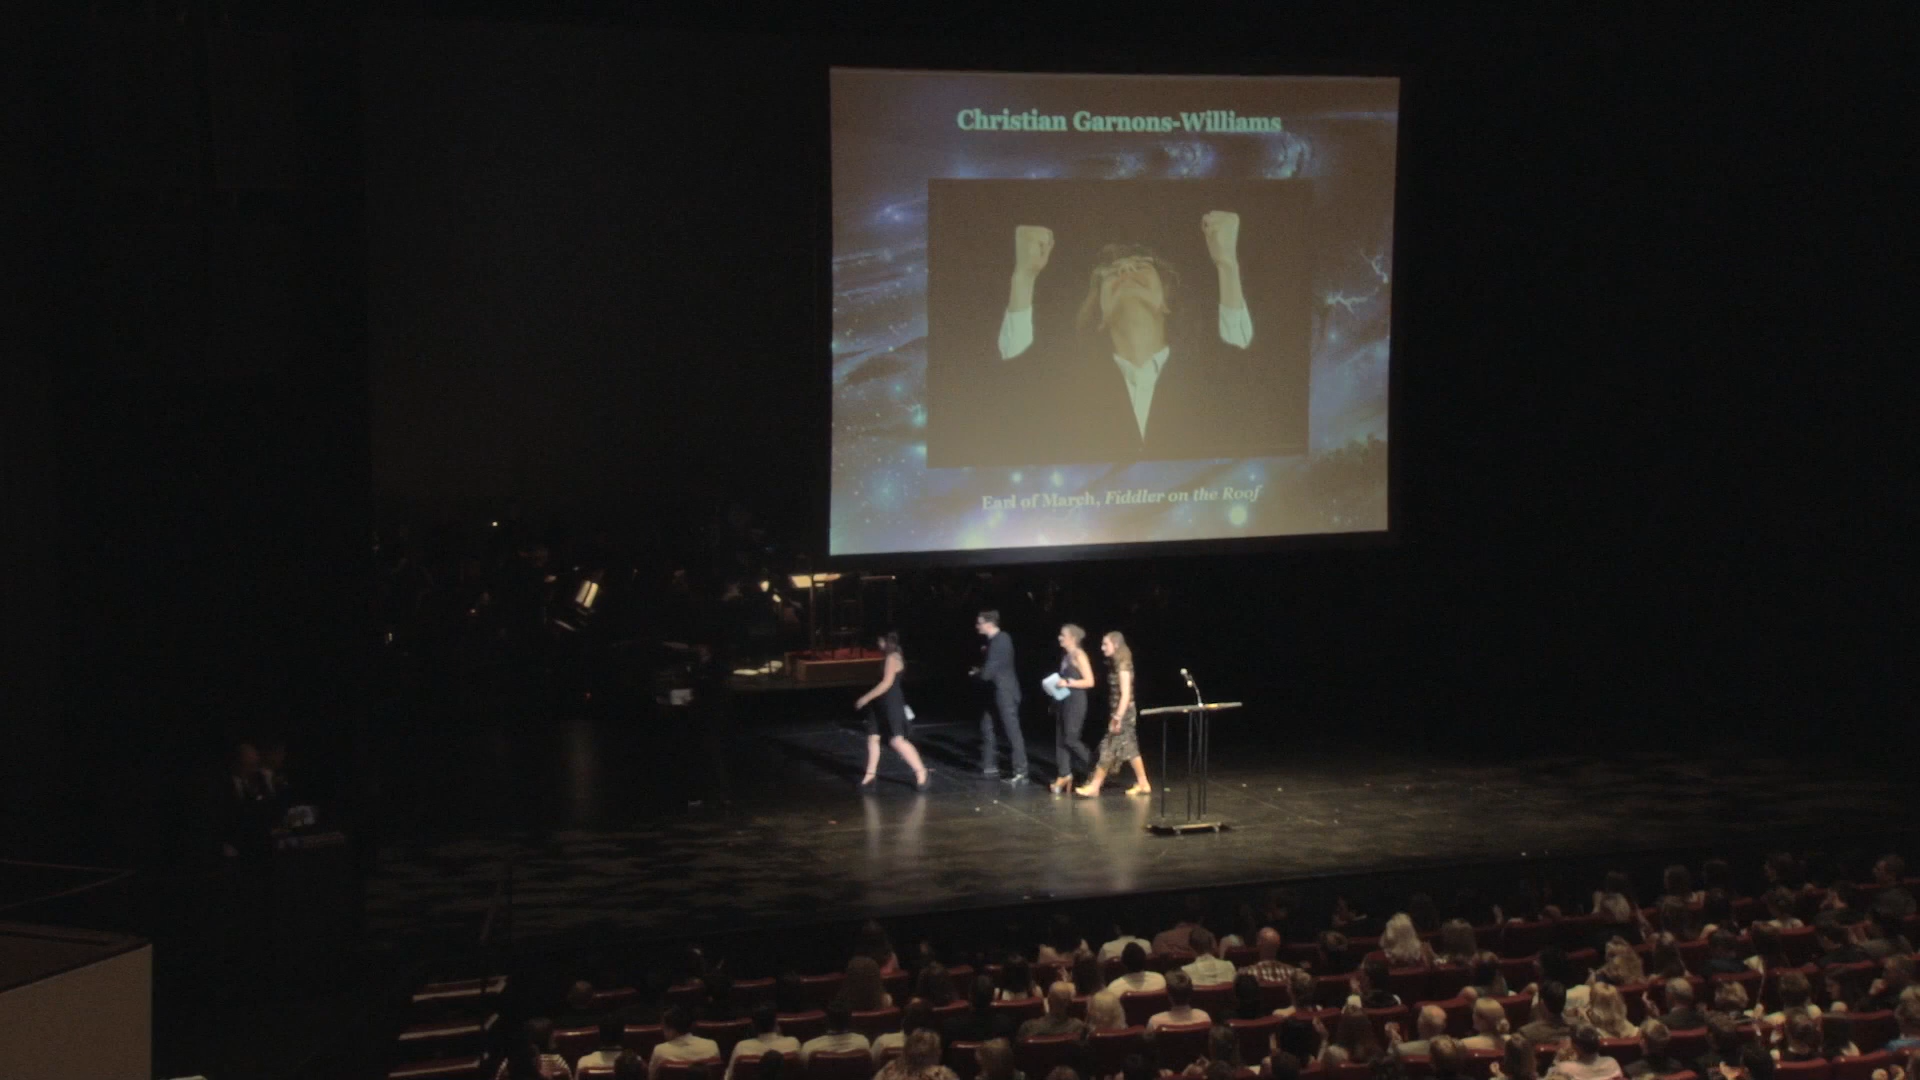 Christian Garnons-Williams
Earl of March, Fiddler on the Roof